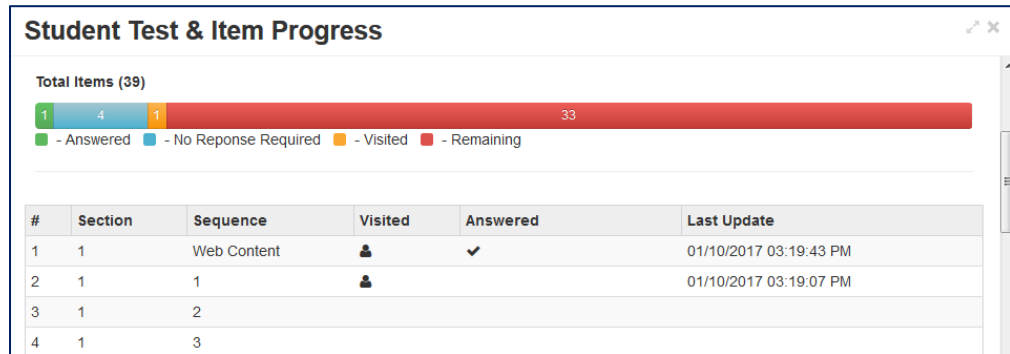 Student Test & Item Progress
Total Items (39)
1 4 1 33
- Answered - No Reponse Required - Visited - Remaining
# Section Sequence Visited Answered Last Update
1 1 Web Content 01/10/2017 03:19:43 PM
2 1 1 01/10/2017 03:19:07 PM
3 1 2
4 1 3